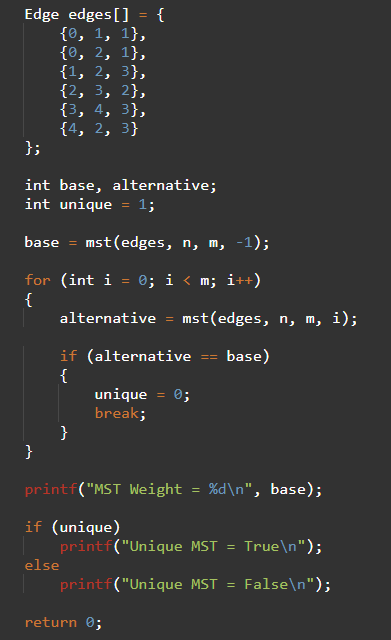 Edge edges[] = {
    {0, 1, 1},
    {0, 2, 1},
    {1, 2, 3},
    {2, 3, 2},
    {3, 4, 3},
    {4, 2, 3}
};
int base, alternative;
int unique = 1;
base = mst(edges, n, m, -1);
for (int i = 0; i < m; i++)
{
    alternative = mst(edges, n, m, i);
    if (alternative == base)
    {
        unique = 0;
        break;
    }
}
printf("MST Weight = %d\n", base);
if (unique)
    printf("Unique MST = True\n");
else
    printf("Unique MST = False\n");
return 0;